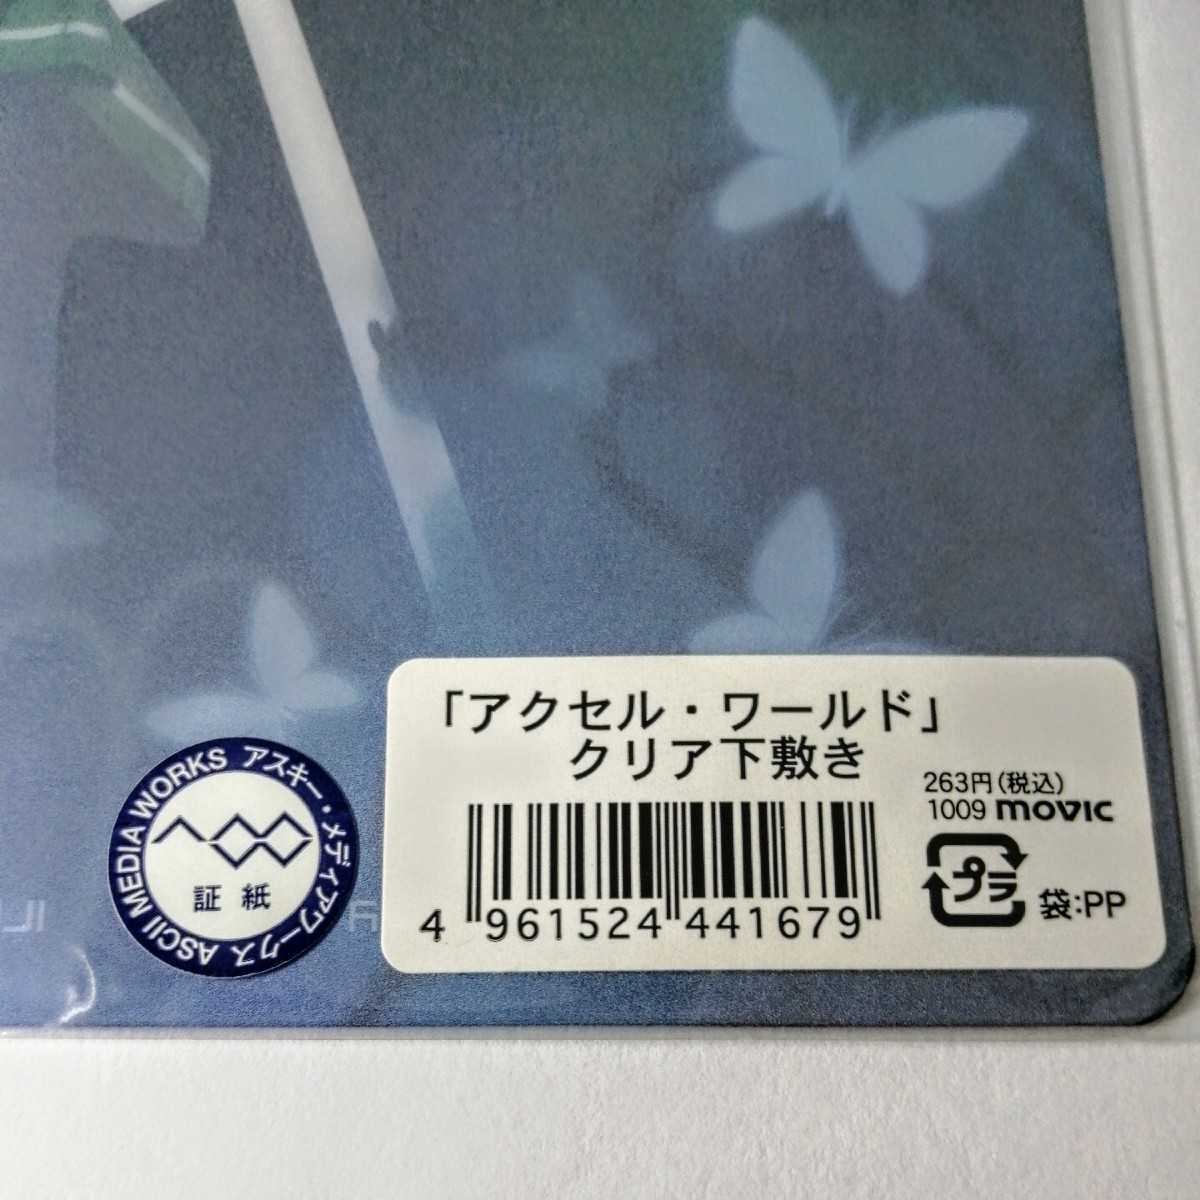 「アクセル・ワールド」
クリア下敷き
263円(税込)
1009 movic
プラ
袋:PP
4 961524 441679
アスキー・メディアワークス ASCII MEDIA WORKS
証紙